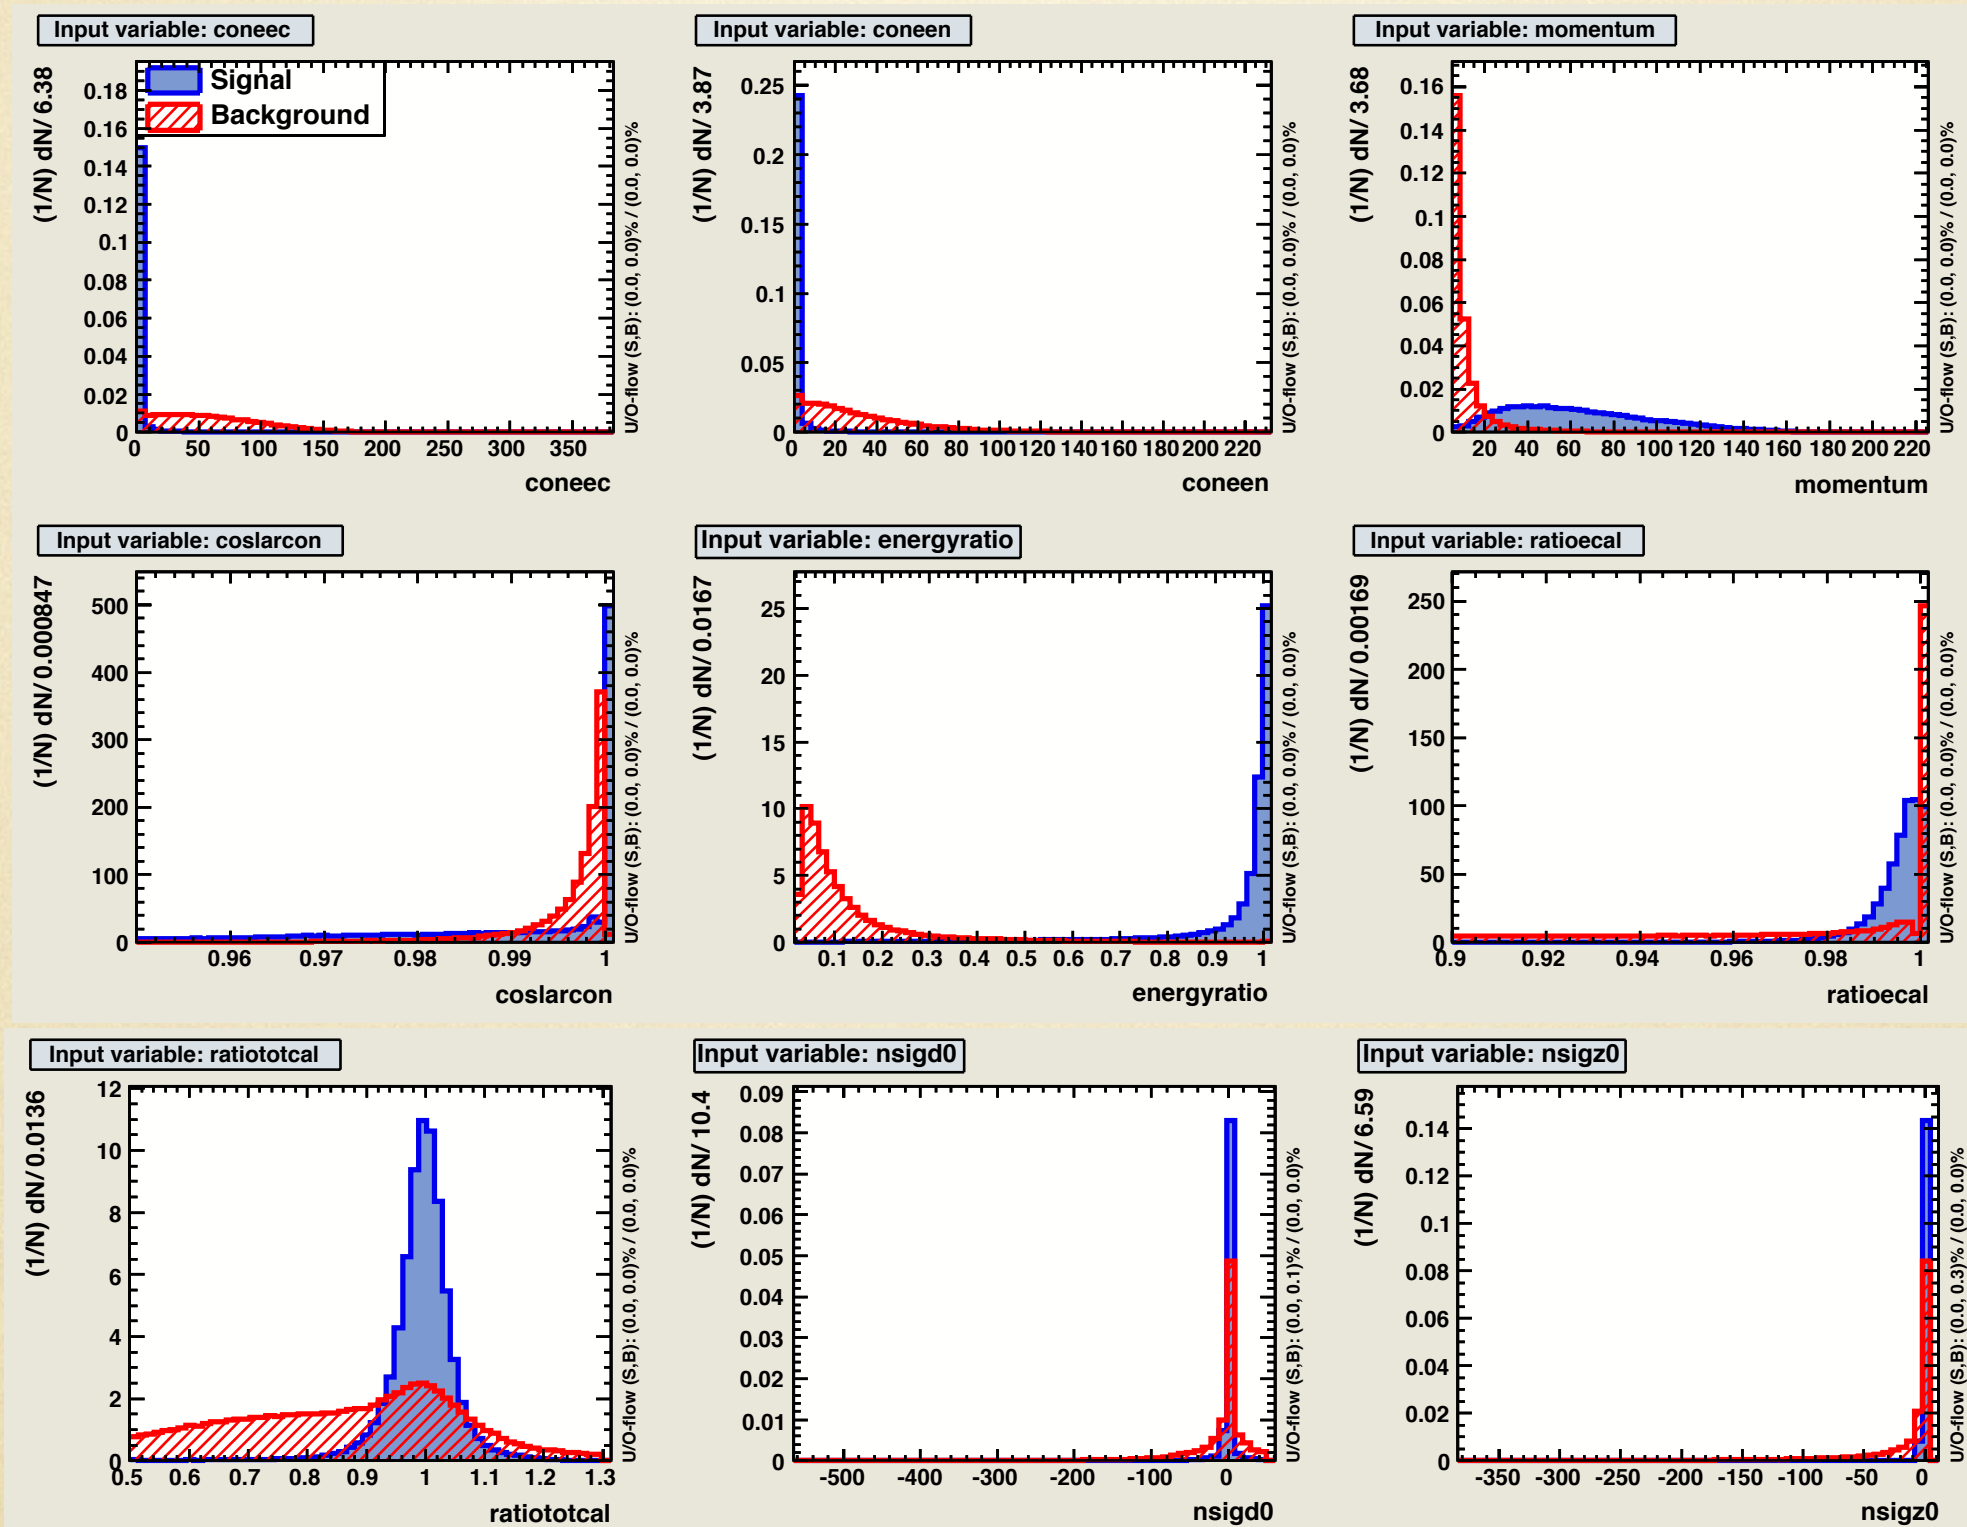 Input variable: coneec
(1/N) dN/ 6.38
0.18
0.16
0.14
0.12
0.1
0.08
0.06
0.04
0.02
0
Signal
Background
0 50 100 150 200 250 300 350
coneec
U/O-flow (S,B): (0.0, 0.0)% / (0.0, 0.0)%
Input variable: coneen
(1/N) dN/ 3.87
0.25
0.2
0.15
0.1
0.05
0
0 20 40 60 80 100 120 140 160 180 200 220
coneen
U/O-flow (S,B): (0.0, 0.0)% / (0.0, 0.0)%
Input variable: momentum
(1/N) dN/ 3.68
0.16
0.14
0.12
0.1
0.08
0.06
0.04
0.02
0
20 40 60 80 100 120 140 160 180 200 220
momentum
U/O-flow (S,B): (0.0, 0.0)% / (0.0, 0.0)%
Input variable: coslarcon
(1/N) dN/ 0.000847
500
400
300
200
100
0
0.96 0.97 0.98 0.99 1
coslarcon
U/O-flow (S,B): (0.0, 0.0)% / (0.0, 0.0)%
Input variable: energyratio
(1/N) dN/ 0.0167
25
20
15
10
5
0
0.1 0.2 0.3 0.4 0.5 0.6 0.7 0.8 0.9 1
energyratio
U/O-flow (S,B): (0.0, 0.0)% / (0.0, 0.0)%
Input variable: ratioecal
(1/N) dN/ 0.00169
250
200
150
100
50
0
0.9 0.92 0.94 0.96 0.98 1
ratioecal
U/O-flow (S,B): (0.0, 0.0)% / (0.0, 0.0)%
Input variable: ratiototcal
(1/N) dN/ 0.0136
12
10
8
6
4
2
0
0.5 0.6 0.7 0.8 0.9 1 1.1 1.2 1.3
ratiototcal
U/O-flow (S,B): (0.0, 0.0)% / (0.0, 0.0)%
Input variable: nsigd0
(1/N) dN/ 10.4
0.09
0.08
0.07
0.06
0.05
0.04
0.03
0.02
0.01
0
-500 -400 -300 -200 -100 0
nsigd0
U/O-flow (S,B): (0.0, 0.1)% / (0.0, 0.0)%
Input variable: nsigz0
(1/N) dN/ 6.59
0.14
0.12
0.1
0.08
0.06
0.04
0.02
0
-350 -300 -250 -200 -150 -100 -50 0
nsigz0
U/O-flow (S,B): (0.0, 0.3)% / (0.0, 0.0)%